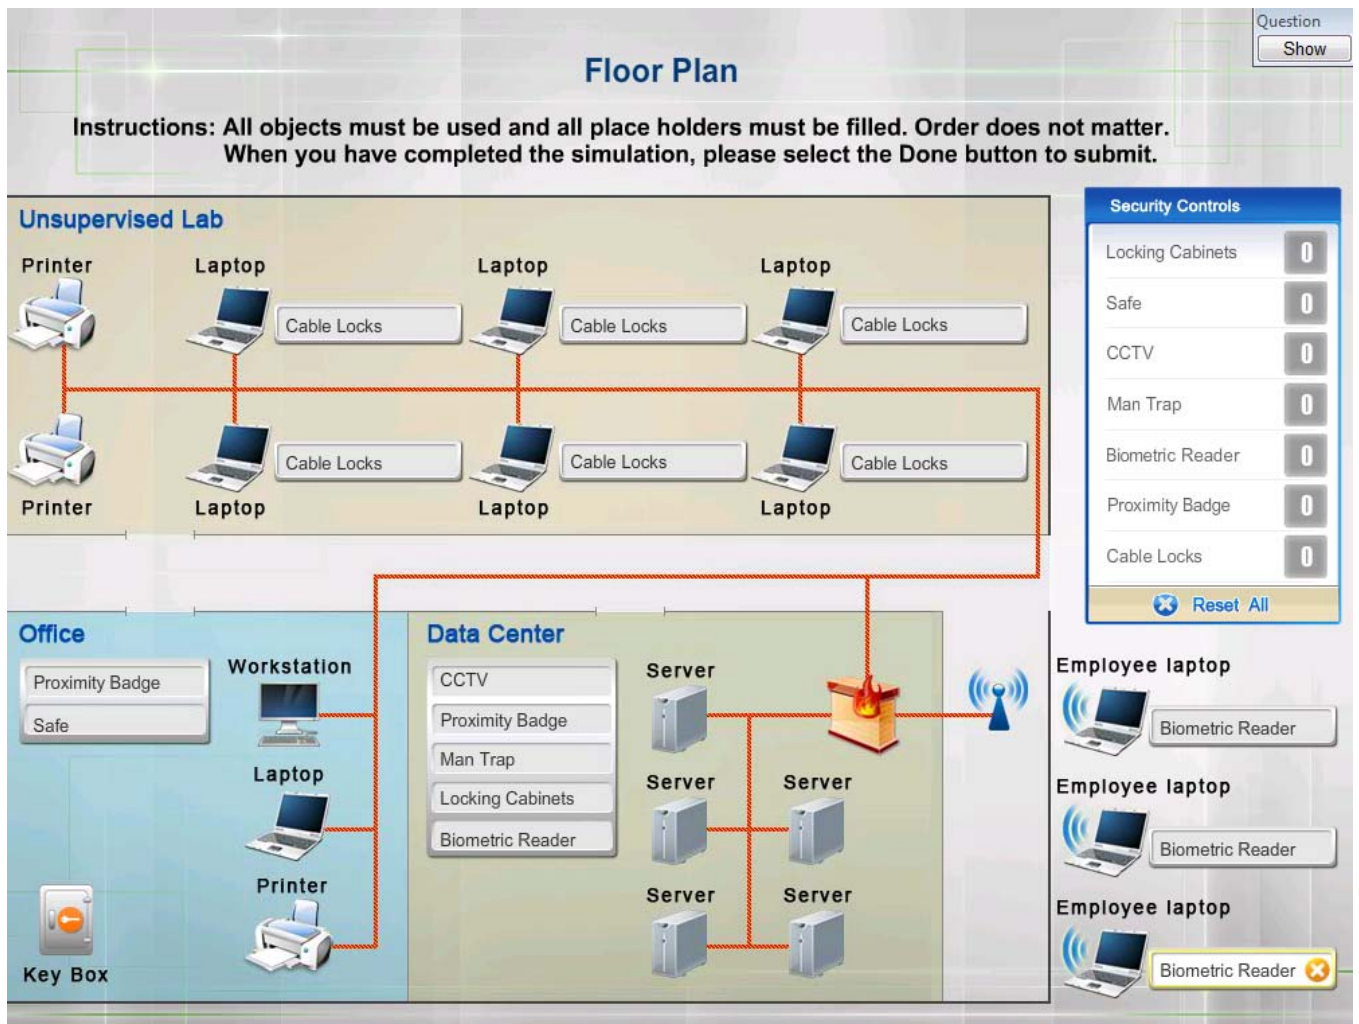 Question
Show
Floor Plan
Instructions: All objects must be used and all place holders must be filled. Order does not matter.
When you have completed the simulation, please select the Done button to submit.
Unsupervised Lab
Printer
Laptop
Laptop
Laptop
Cable Locks
Cable Locks
Cable Locks
Cable Locks
Cable Locks
Cable Locks
Printer
Laptop
Laptop
Laptop
Security Controls
Locking Cabinets 0
Safe 0
CCTV 0
Man Trap 0
Biometric Reader 0
Proximity Badge 0
Cable Locks 0
Reset All
Office
Proximity Badge
Safe
Workstation
Laptop
Printer
Key Box
Data Center
CCTV
Proximity Badge
Man Trap
Locking Cabinets
Biometric Reader
Server
Server
Server
Server
Server
Employee laptop
Biometric Reader
Employee laptop
Biometric Reader
Employee laptop
Biometric Reader